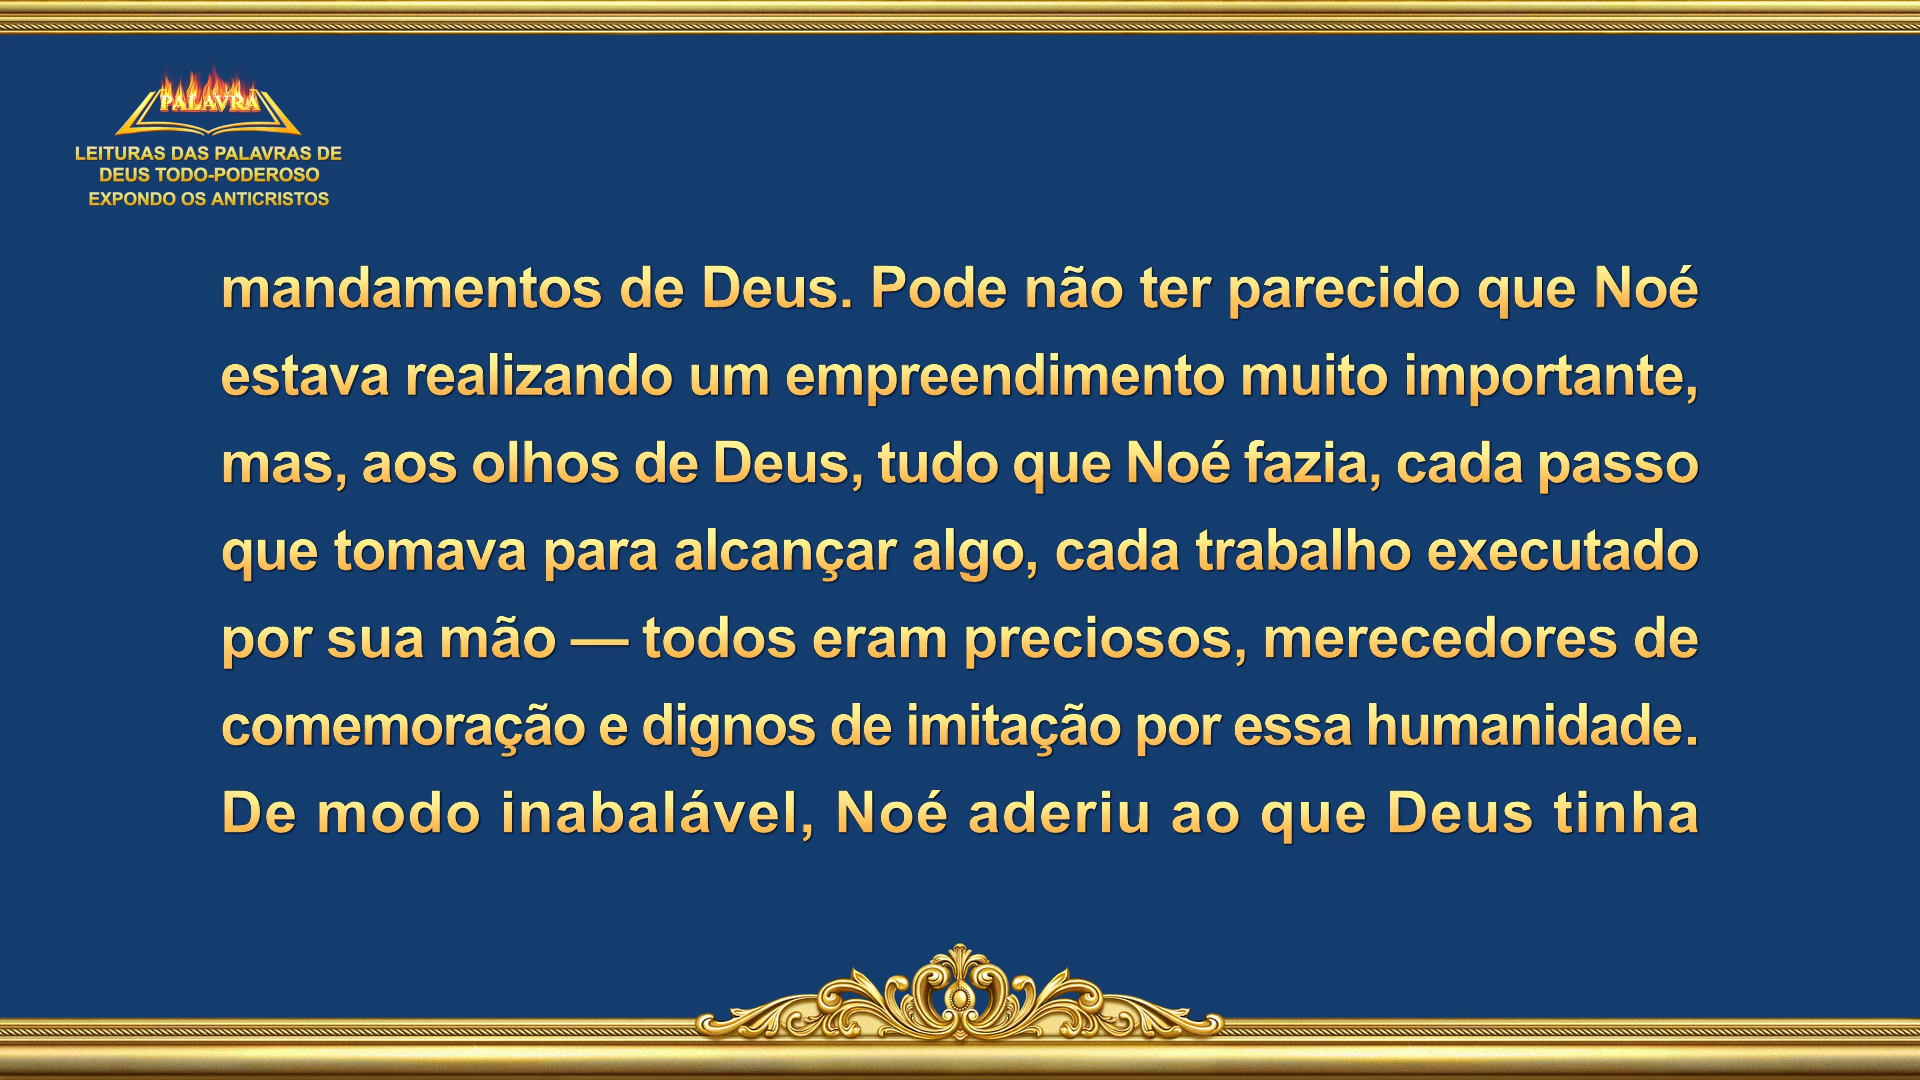 PALAVRA
LEITURAS DAS PALAVRAS DE
DEUS TODO-PODEROSO
EXPONDO OS ANTICRISTOS
mandamentos de Deus. Pode não ter parecido que Noé
estava realizando um empreendimento muito importante,
mas, aos olhos de Deus, tudo que Noé fazia, cada passo
que tomava para alcançar algo, cada trabalho executado
por sua mão — todos eram preciosos, merecedores de
comemoração e dignos de imitação por essa humanidade.
De modo inabalável, Noé aderiu ao que Deus tinha